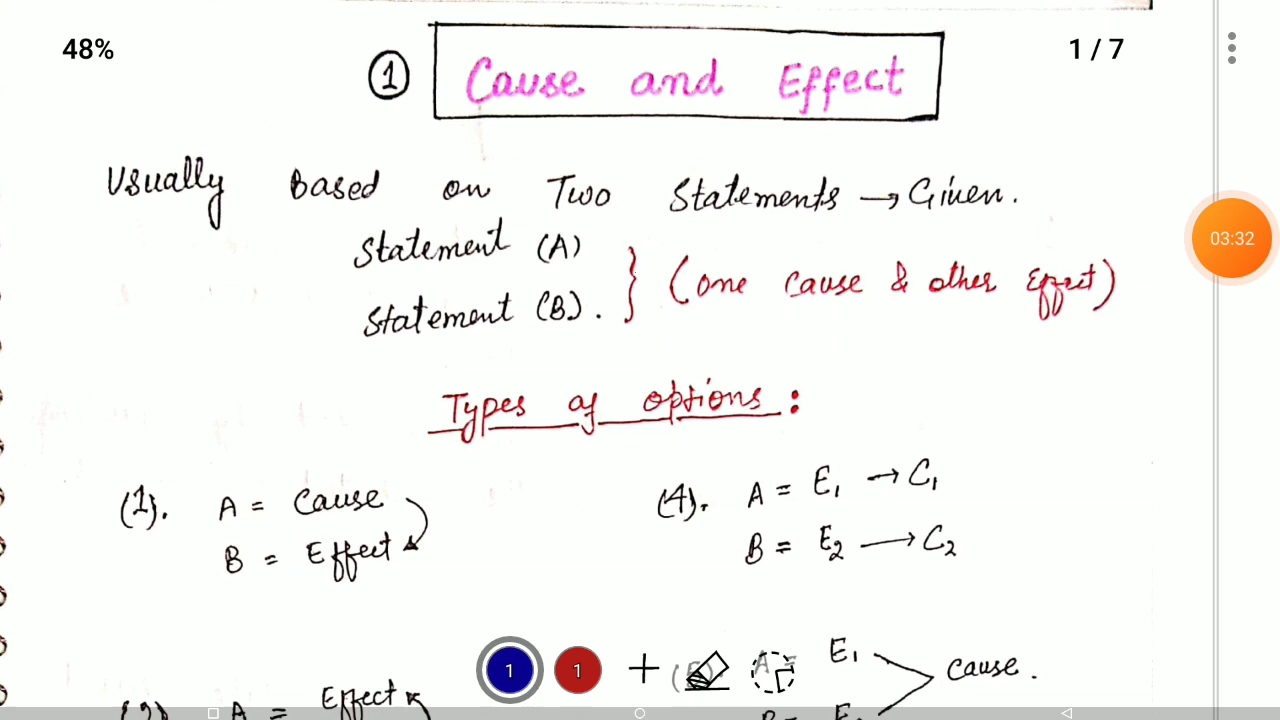 48%
1 / 7
① Cause and Effect
Usually Based on Two Statements → Given.
Statement (A)
Statement (B).
} (one cause & other Effect)
03:32
Types of options :
(1). A = Cause
B = Effect
(4). A = E₁ → C₁
B = E₂ → C₂
A = Effect
A = E₁
Cause.
1
1